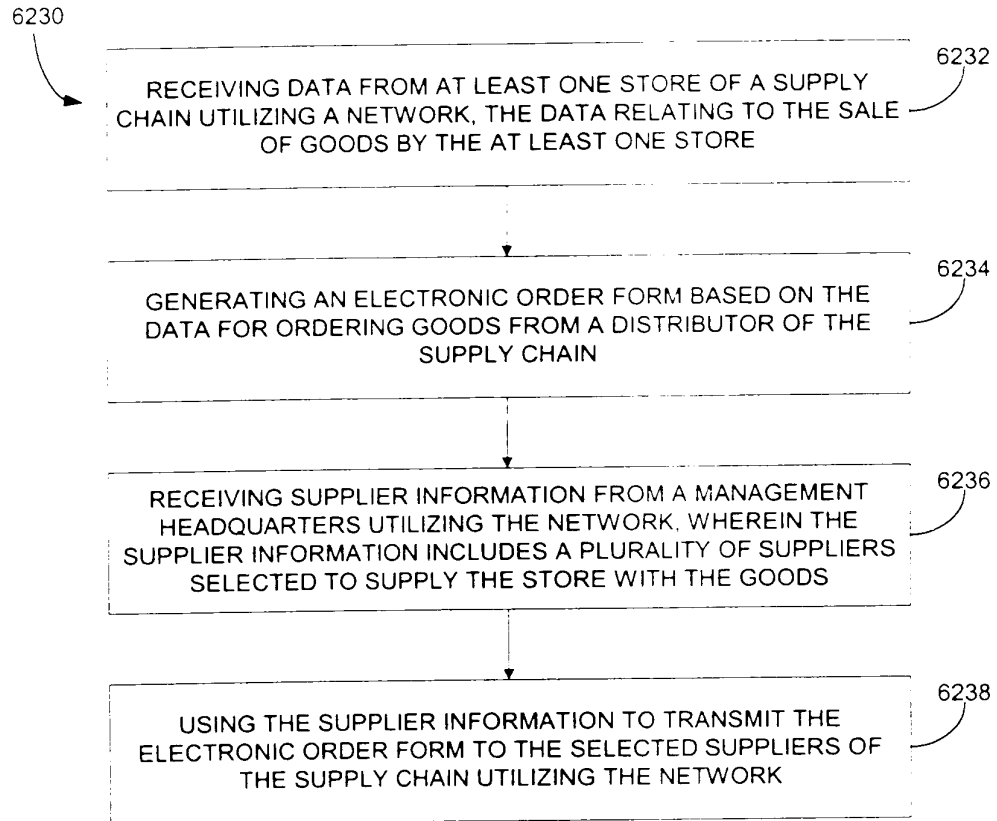 6230
6232
RECEIVING DATA FROM AT LEAST ONE STORE OF A SUPPLY
CHAIN UTILIZING A NETWORK, THE DATA RELATING TO THE SALE
OF GOODS BY THE AT LEAST ONE STORE
6234
GENERATING AN ELECTRONIC ORDER FORM BASED ON THE
DATA FOR ORDERING GOODS FROM A DISTRIBUTOR OF THE
SUPPLY CHAIN
6236
RECEIVING SUPPLIER INFORMATION FROM A MANAGEMENT
HEADQUARTERS UTILIZING THE NETWORK, WHEREIN THE
SUPPLIER INFORMATION INCLUDES A PLURALITY OF SUPPLIERS
SELECTED TO SUPPLY THE STORE WITH THE GOODS
6238
USING THE SUPPLIER INFORMATION TO TRANSMIT THE
ELECTRONIC ORDER FORM TO THE SELECTED SUPPLIERS OF
THE SUPPLY CHAIN UTILIZING THE NETWORK